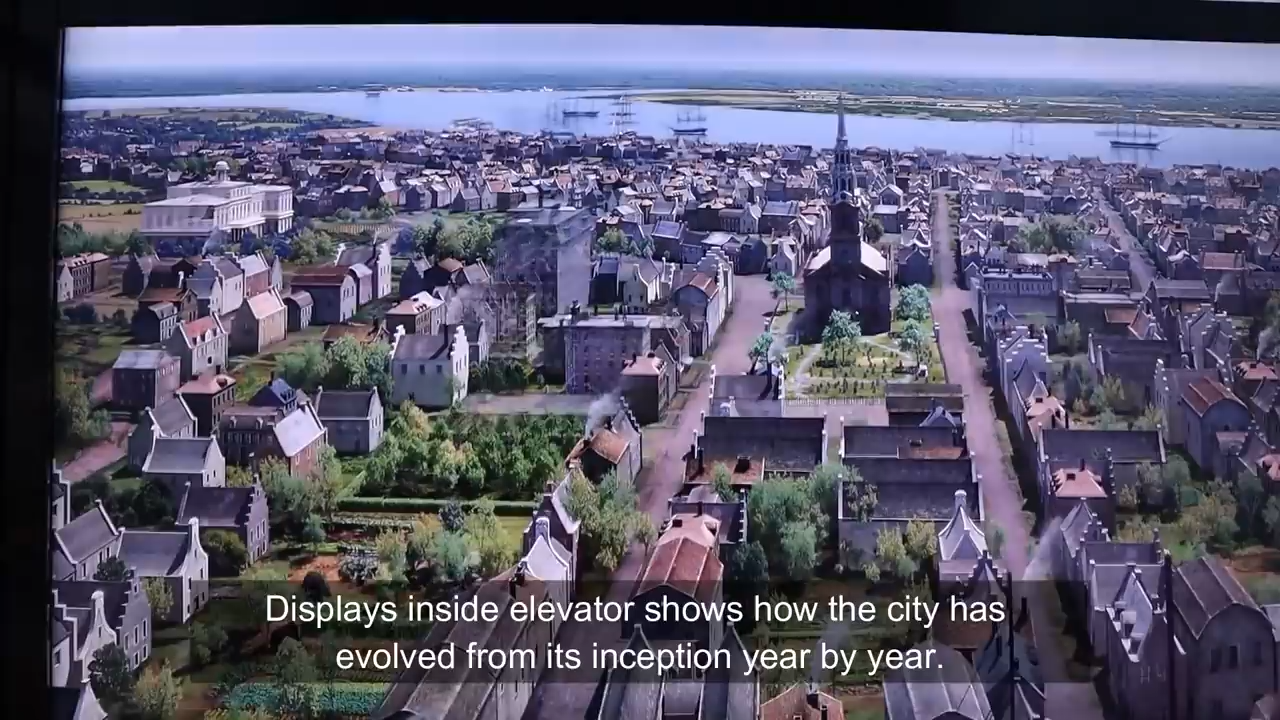 Displays inside elevator shows how the city has
evolved from its inception year by year.